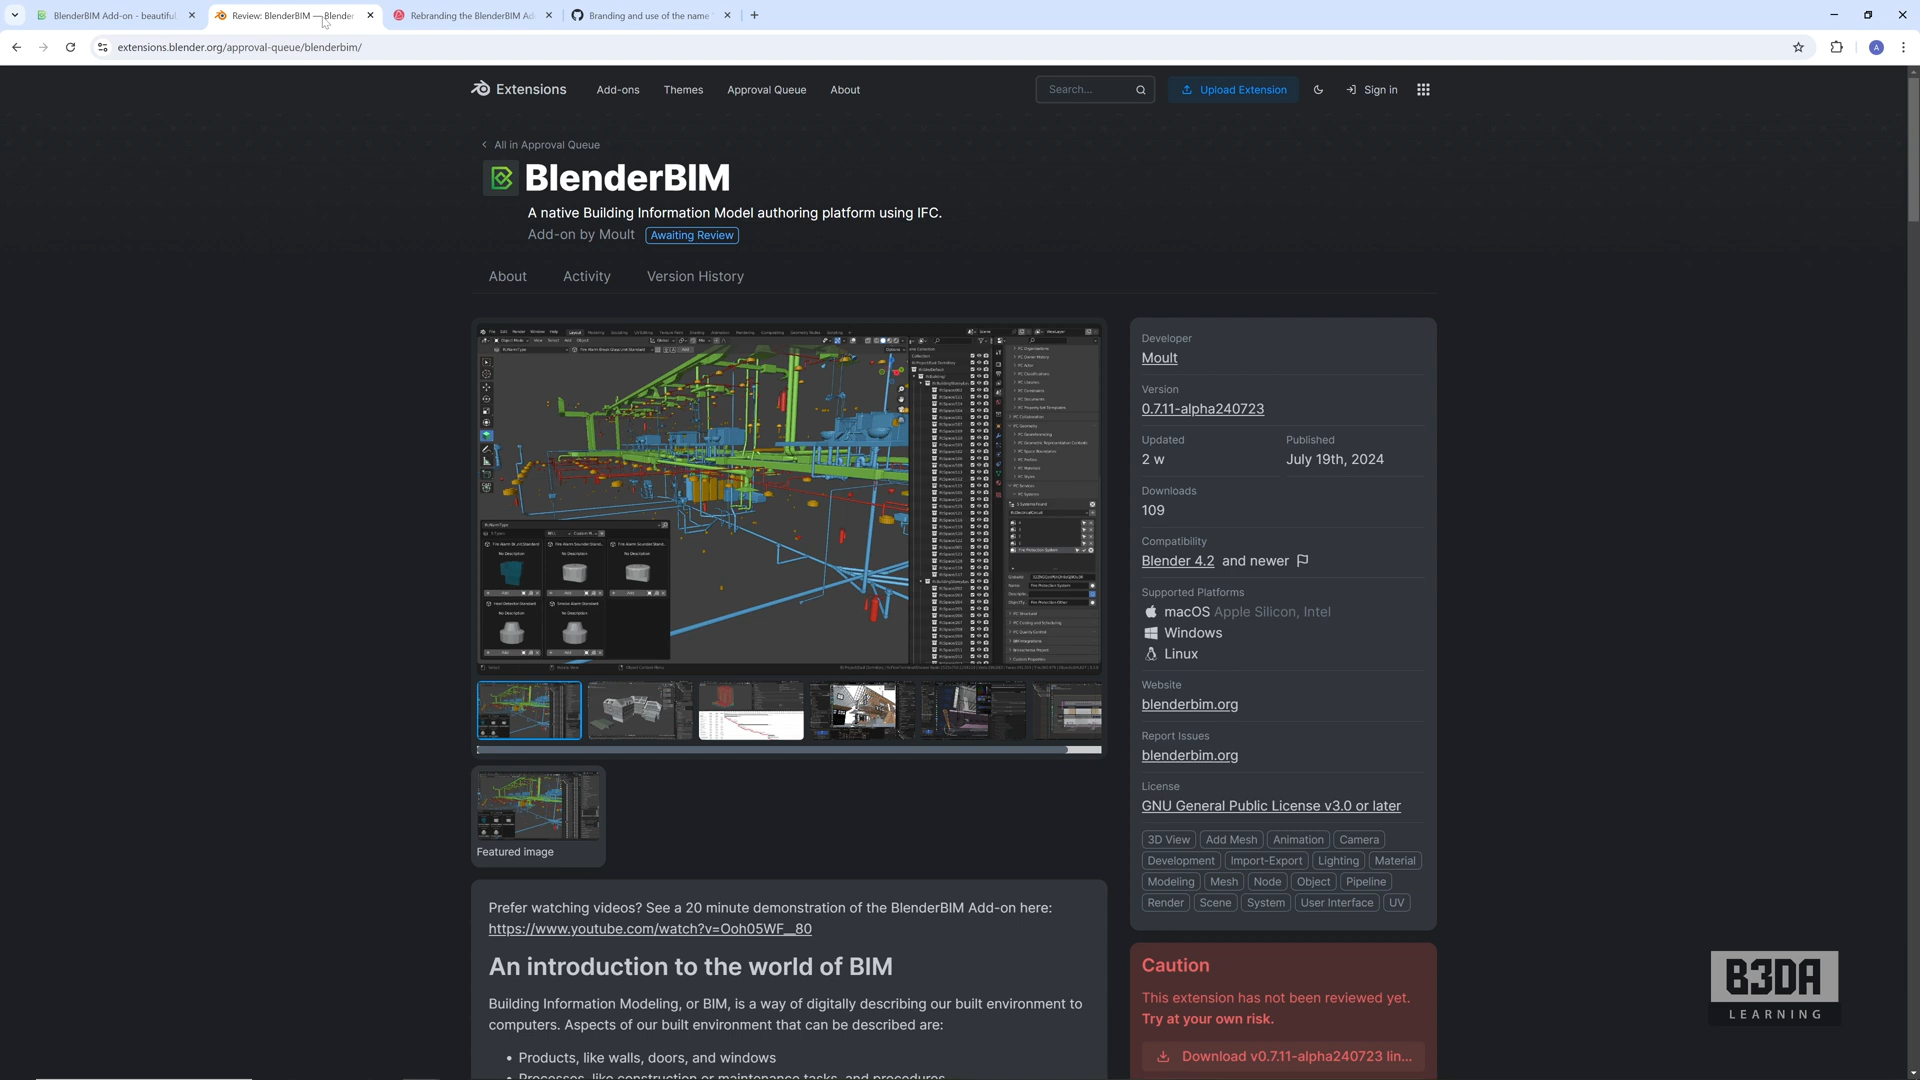 BlenderBIM Add-on - beautiful,
Review: BlenderBIM — Blender
Rebranding the BlenderBIM Ad
Branding and use of the name
extensions.blender.org/approval-queue/blenderbim/
A
Extensions
Add-ons
Themes
Approval Queue
About
Search...
Upload Extension
Sign in
All in Approval Queue
BlenderBIM
A native Building Information Model authoring platform using IFC.
Add-on by Moult
Awaiting Review
About
Activity
Version History
Featured image
Prefer watching videos? See a 20 minute demonstration of the BlenderBIM Add-on here:
https://www.youtube.com/watch?v=Ooh05WF__80
An introduction to the world of BIM
Building Information Modeling, or BIM, is a way of digitally describing our built environment to
computers. Aspects of our built environment that can be described are:
• Products, like walls, doors, and windows
• Processes, like construction or maintenance tasks, and procedures
Developer
Moult
Version
0.7.11-alpha240723
Updated
2 w
Published
July 19th, 2024
Downloads
109
Compatibility
Blender 4.2 and newer
Supported Platforms
macOS Apple Silicon, Intel
Windows
Linux
Website
blenderbim.org
Report Issues
blenderbim.org
License
GNU General Public License v3.0 or later
3D View
Add Mesh
Animation
Camera
Development
Import-Export
Lighting
Material
Modeling
Mesh
Node
Object
Pipeline
Render
Scene
System
User Interface
UV
Caution
This extension has not been reviewed yet.
Try at your own risk.
Download v0.7.11-alpha240723 lin...
B3DA
LEARNING